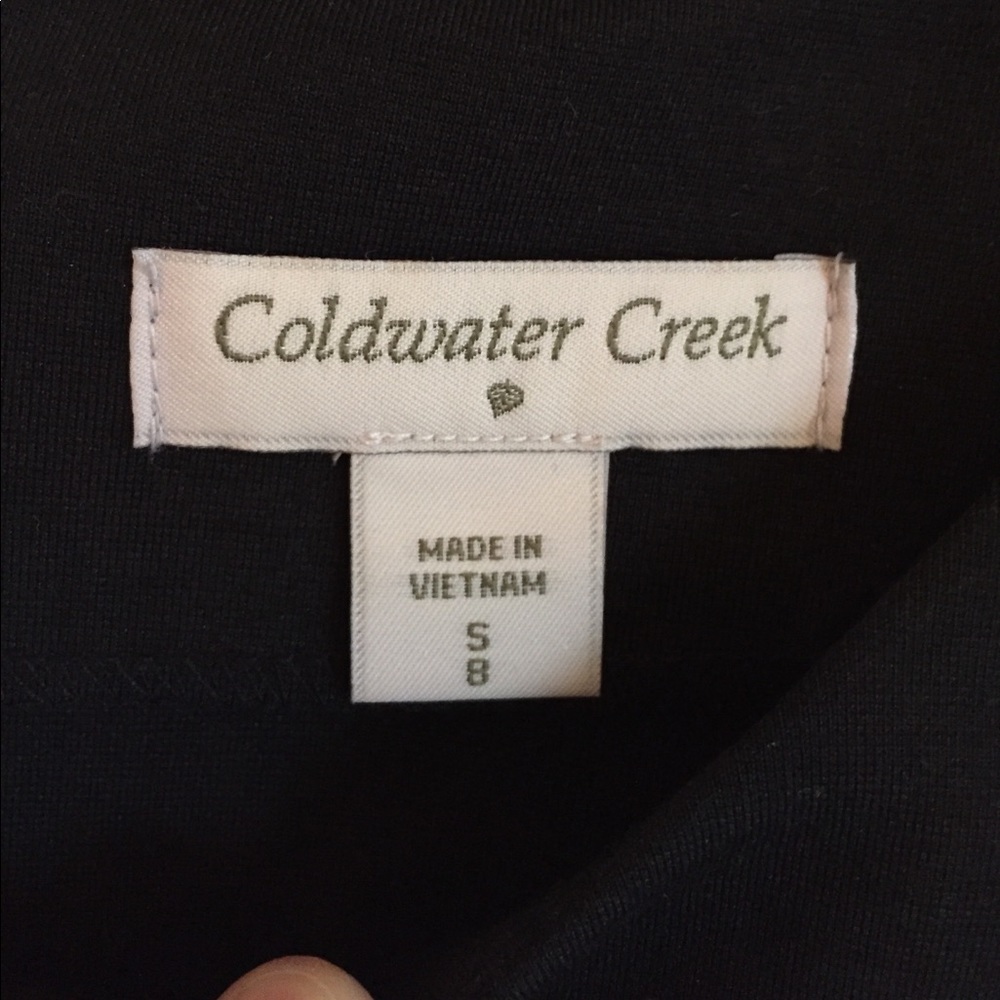 Coldwater Creek
MADE IN
VIETNAM
S
8